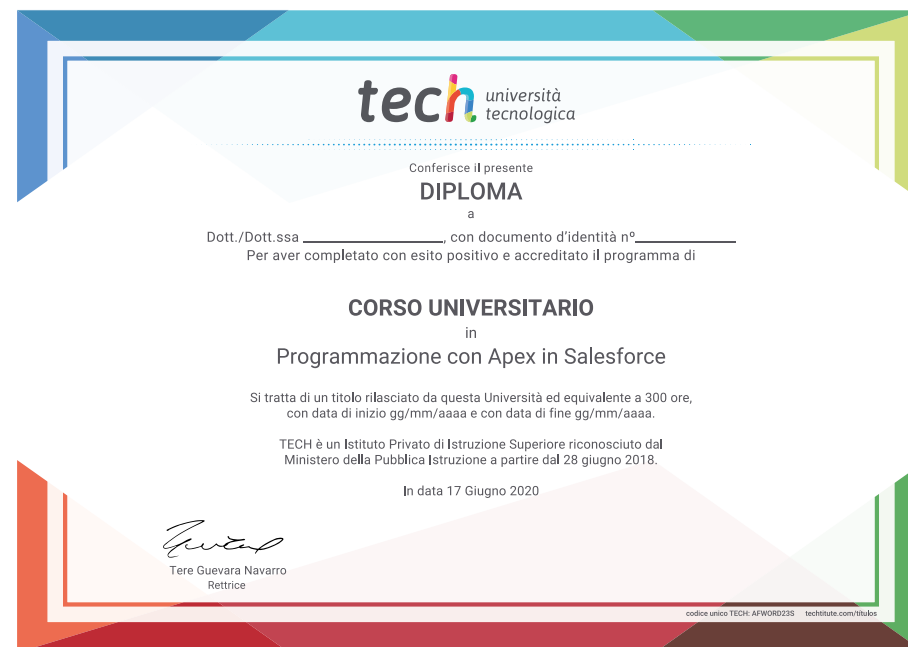 tech università
tecnologica
Conferisce il presente
DIPLOMA
a
Dott./Dott.ssa ____________________, con documento d'identità nº______________
Per aver completato con esito positivo e accreditato il programma di
CORSO UNIVERSITARIO
in
Programmazione con Apex in Salesforce
Si tratta di un titolo rilasciato da questa Università ed equivalente a 300 ore,
con data di inizio gg/mm/aaaa e con data di fine gg/mm/aaaa.
TECH è un Istituto Privato di Istruzione Superiore riconosciuto dal
Ministero della Pubblica Istruzione a partire dal 28 giugno 2018.
In data 17 Giugno 2020
Tere Guevara Navarro
Rettrice
codice unico TECH: AFWORD23S techtitute.com/títulos